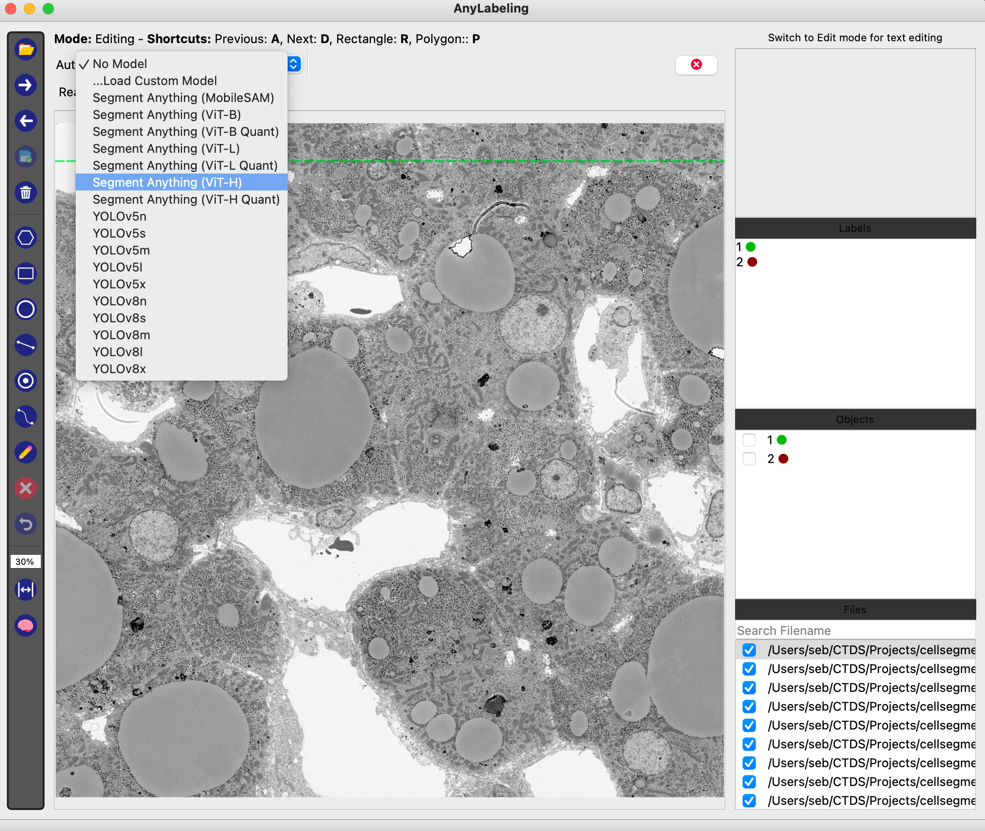 AnyLabeling
Mode: Editing - Shortcuts: Previous: A, Next: D, Rectangle: R, Polygon:: P
Switch to Edit mode for text editing
Aut
✓ No Model
...Load Custom Model
Rea
Segment Anything (MobileSAM)
Segment Anything (ViT-B)
Segment Anything (ViT-B Quant)
Segment Anything (ViT-L)
Segment Anything (ViT-L Quant)
Segment Anything (ViT-H)
Segment Anything (ViT-H Quant)
YOLOv5n
YOLOv5s
YOLOv5m
YOLOv5l
YOLOv5x
YOLOv8n
YOLOv8s
YOLOv8m
YOLOv8l
YOLOv8x
30%
Labels
1
2
Objects
1
2
Files
Search Filename
/Users/seb/CTDS/Projects/cellsegme
/Users/seb/CTDS/Projects/cellsegme
/Users/seb/CTDS/Projects/cellsegme
/Users/seb/CTDS/Projects/cellsegme
/Users/seb/CTDS/Projects/cellsegme
/Users/seb/CTDS/Projects/cellsegme
/Users/seb/CTDS/Projects/cellsegme
/Users/seb/CTDS/Projects/cellsegme
/Users/seb/CTDS/Projects/cellsegme